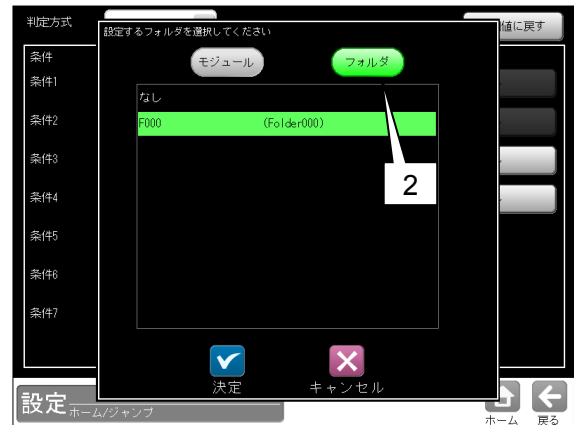 判定方式
値に戻す
設定するフォルダを選択してください
モジュール
フォルダ
条件
条件1
条件2
条件3
条件4
条件5
条件6
条件7
なし
F000 (Folder000)
2
決定
キャンセル
設定 ホーム/ジャンプ
ホーム
戻る